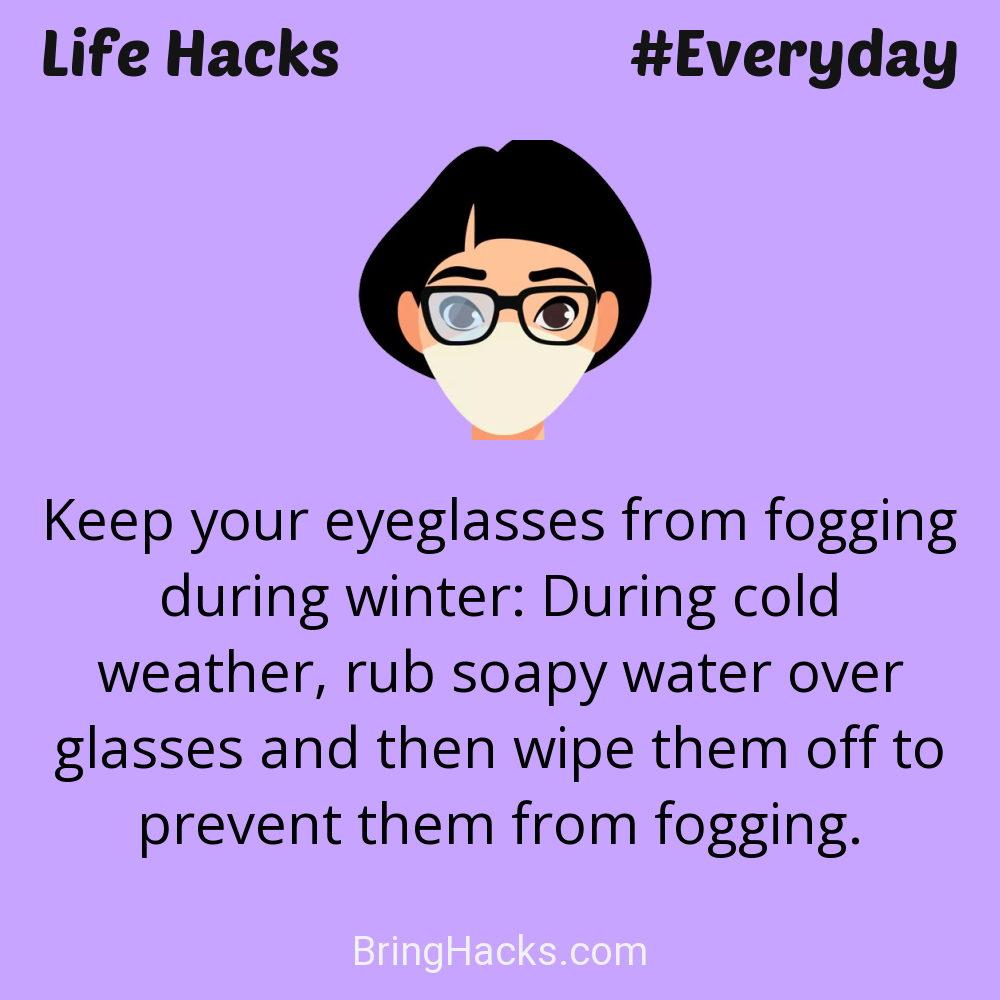 Life Hacks
#Everyday
Keep your eyeglasses from fogging
during winter: During cold
weather, rub soapy water over
glasses and then wipe them off to
prevent them from fogging.
BringHacks.com